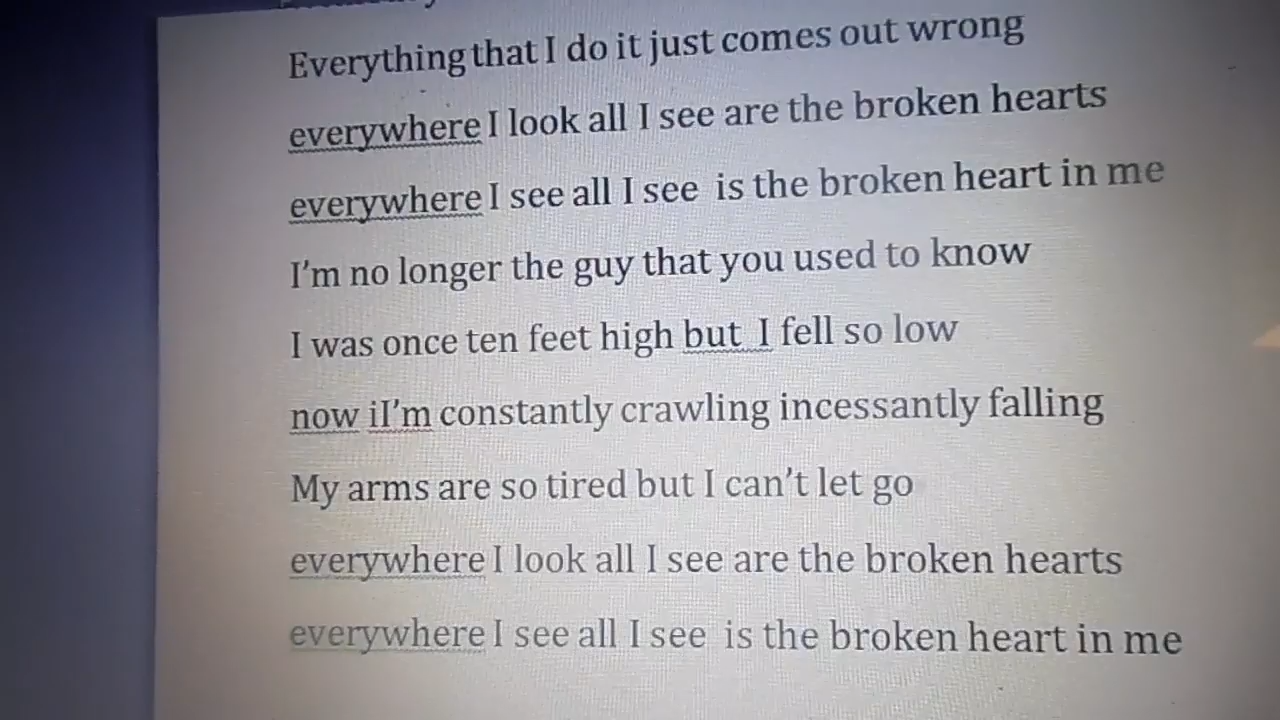 Everything that I do it just comes out wrong
everywhere I look all I see are the broken hearts
everywhere I see all I see  is the broken heart in me
I'm no longer the guy that you used to know
I was once ten feet high but  I fell so low
now iI'm constantly crawling incessantly falling
My arms are so tired but I can't let go
everywhere I look all I see are the broken hearts
everywhere I see all I see  is the broken heart in me